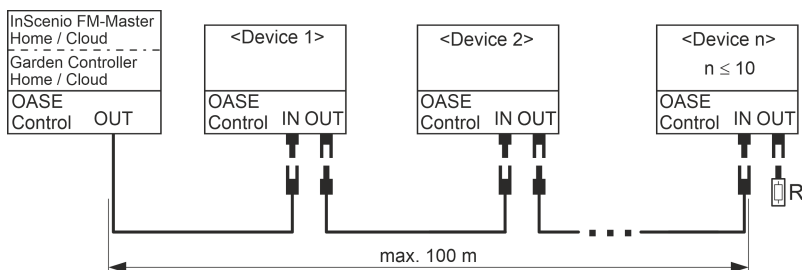 InScenio FM-Master
Home / Cloud
Garden Controller
Home / Cloud
OASE
Control OUT
<Device 1>
OASE
Control IN OUT
<Device 2>
OASE
Control IN OUT
<Device n>
n ≤ 10
OASE
Control IN OUT
R
max. 100 m